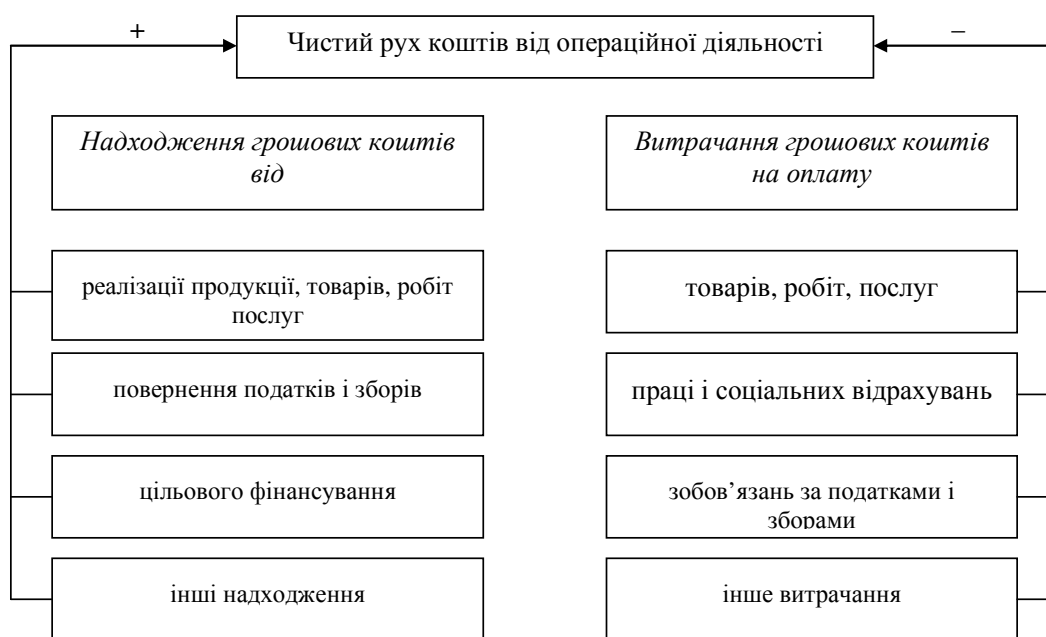 +
Чистий рух коштів від операційної діяльності
–
Надходження грошових коштів
від
Витрачання грошових коштів
на оплату
реалізації продукції, товарів, робіт
послуг
товарів, робіт, послуг
повернення податків і зборів
праці і соціальних відрахувань
цільового фінансування
зобов’язань за податками і
зборами
інші надходження
інше витрачання